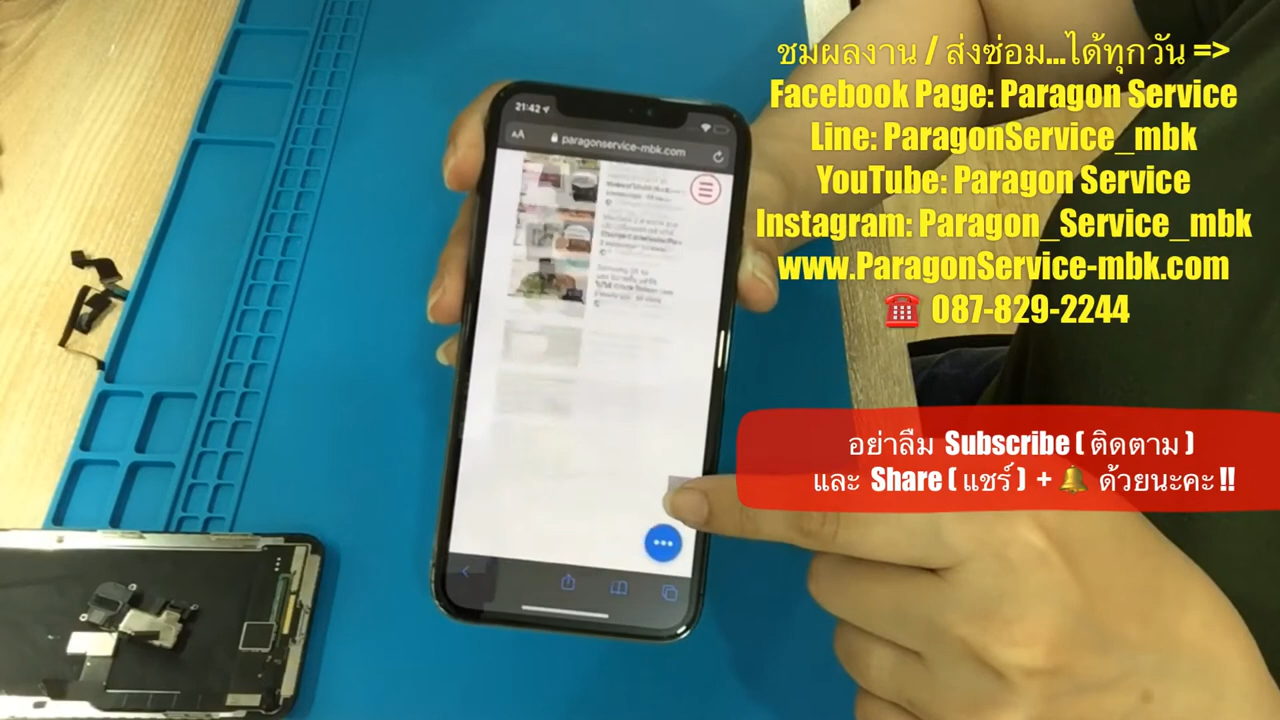 ชมผลงาน / ส่งซ่อม...ได้ทุกวัน =>
Facebook Page: Paragon Service
Line: ParagonService_mbk
YouTube: Paragon Service
Instagram: Paragon_Service_mbk
www.ParagonService-mbk.com
☎️ 087-829-2244
21:42
AA
paragonservice-mbk.com
อย่าลืม Subscribe ( ติดตาม )
และ Share ( แชร์ ) + 🔔 ด้วยนะคะ !!